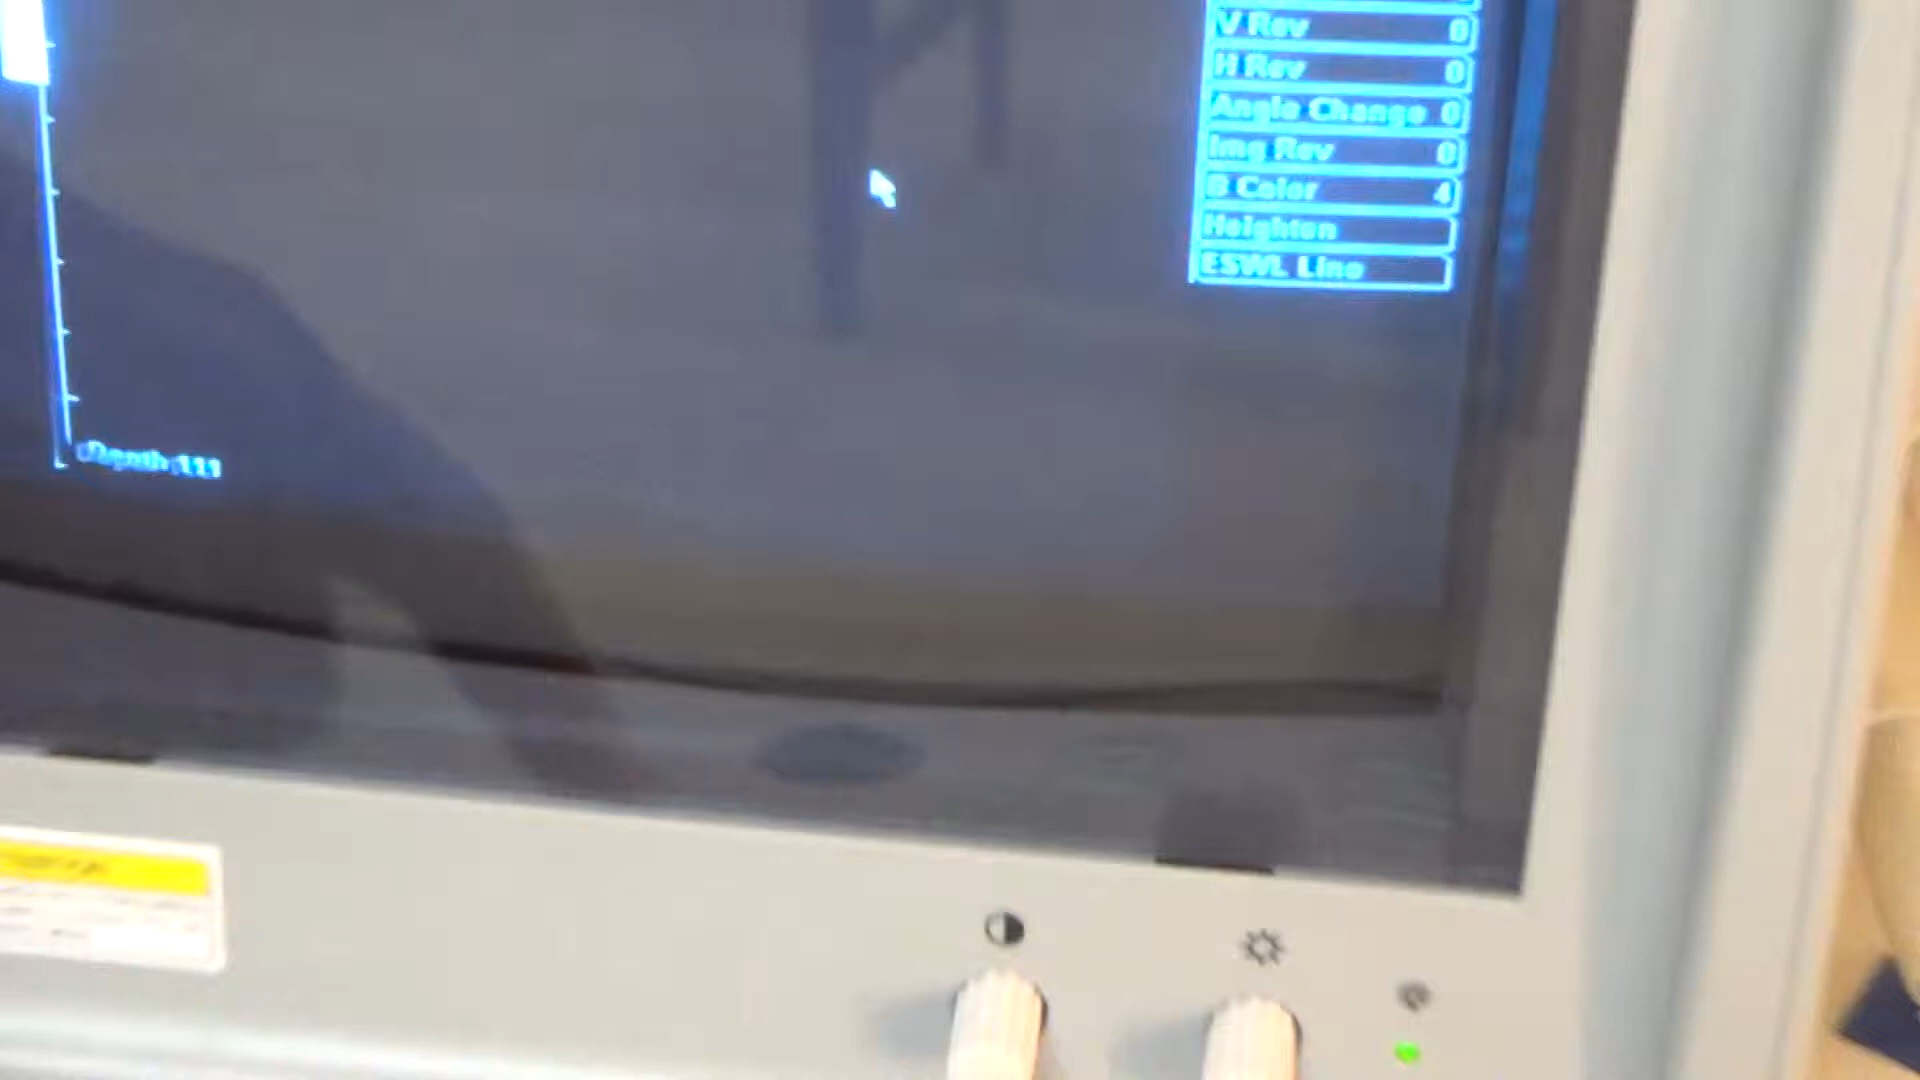 V Rev 0
H Rev 0
Angle Change 0
Img Rev 0
B Color 4
Heighten
ESWL Line
Depth:111